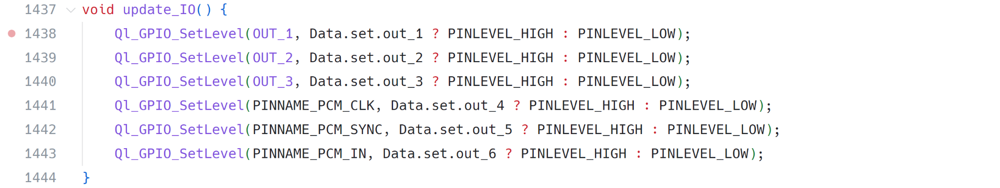 1437 void update_IO() {
1438 Ql_GPIO_SetLevel(OUT_1, Data.set.out_1 ? PINLEVEL_HIGH : PINLEVEL_LOW);
1439 Ql_GPIO_SetLevel(OUT_2, Data.set.out_2 ? PINLEVEL_HIGH : PINLEVEL_LOW);
1440 Ql_GPIO_SetLevel(OUT_3, Data.set.out_3 ? PINLEVEL_HIGH : PINLEVEL_LOW);
1441 Ql_GPIO_SetLevel(PINNAME_PCM_CLK, Data.set.out_4 ? PINLEVEL_HIGH : PINLEVEL_LOW);
1442 Ql_GPIO_SetLevel(PINNAME_PCM_SYNC, Data.set.out_5 ? PINLEVEL_HIGH : PINLEVEL_LOW);
1443 Ql_GPIO_SetLevel(PINNAME_PCM_IN, Data.set.out_6 ? PINLEVEL_HIGH : PINLEVEL_LOW);
1444 }